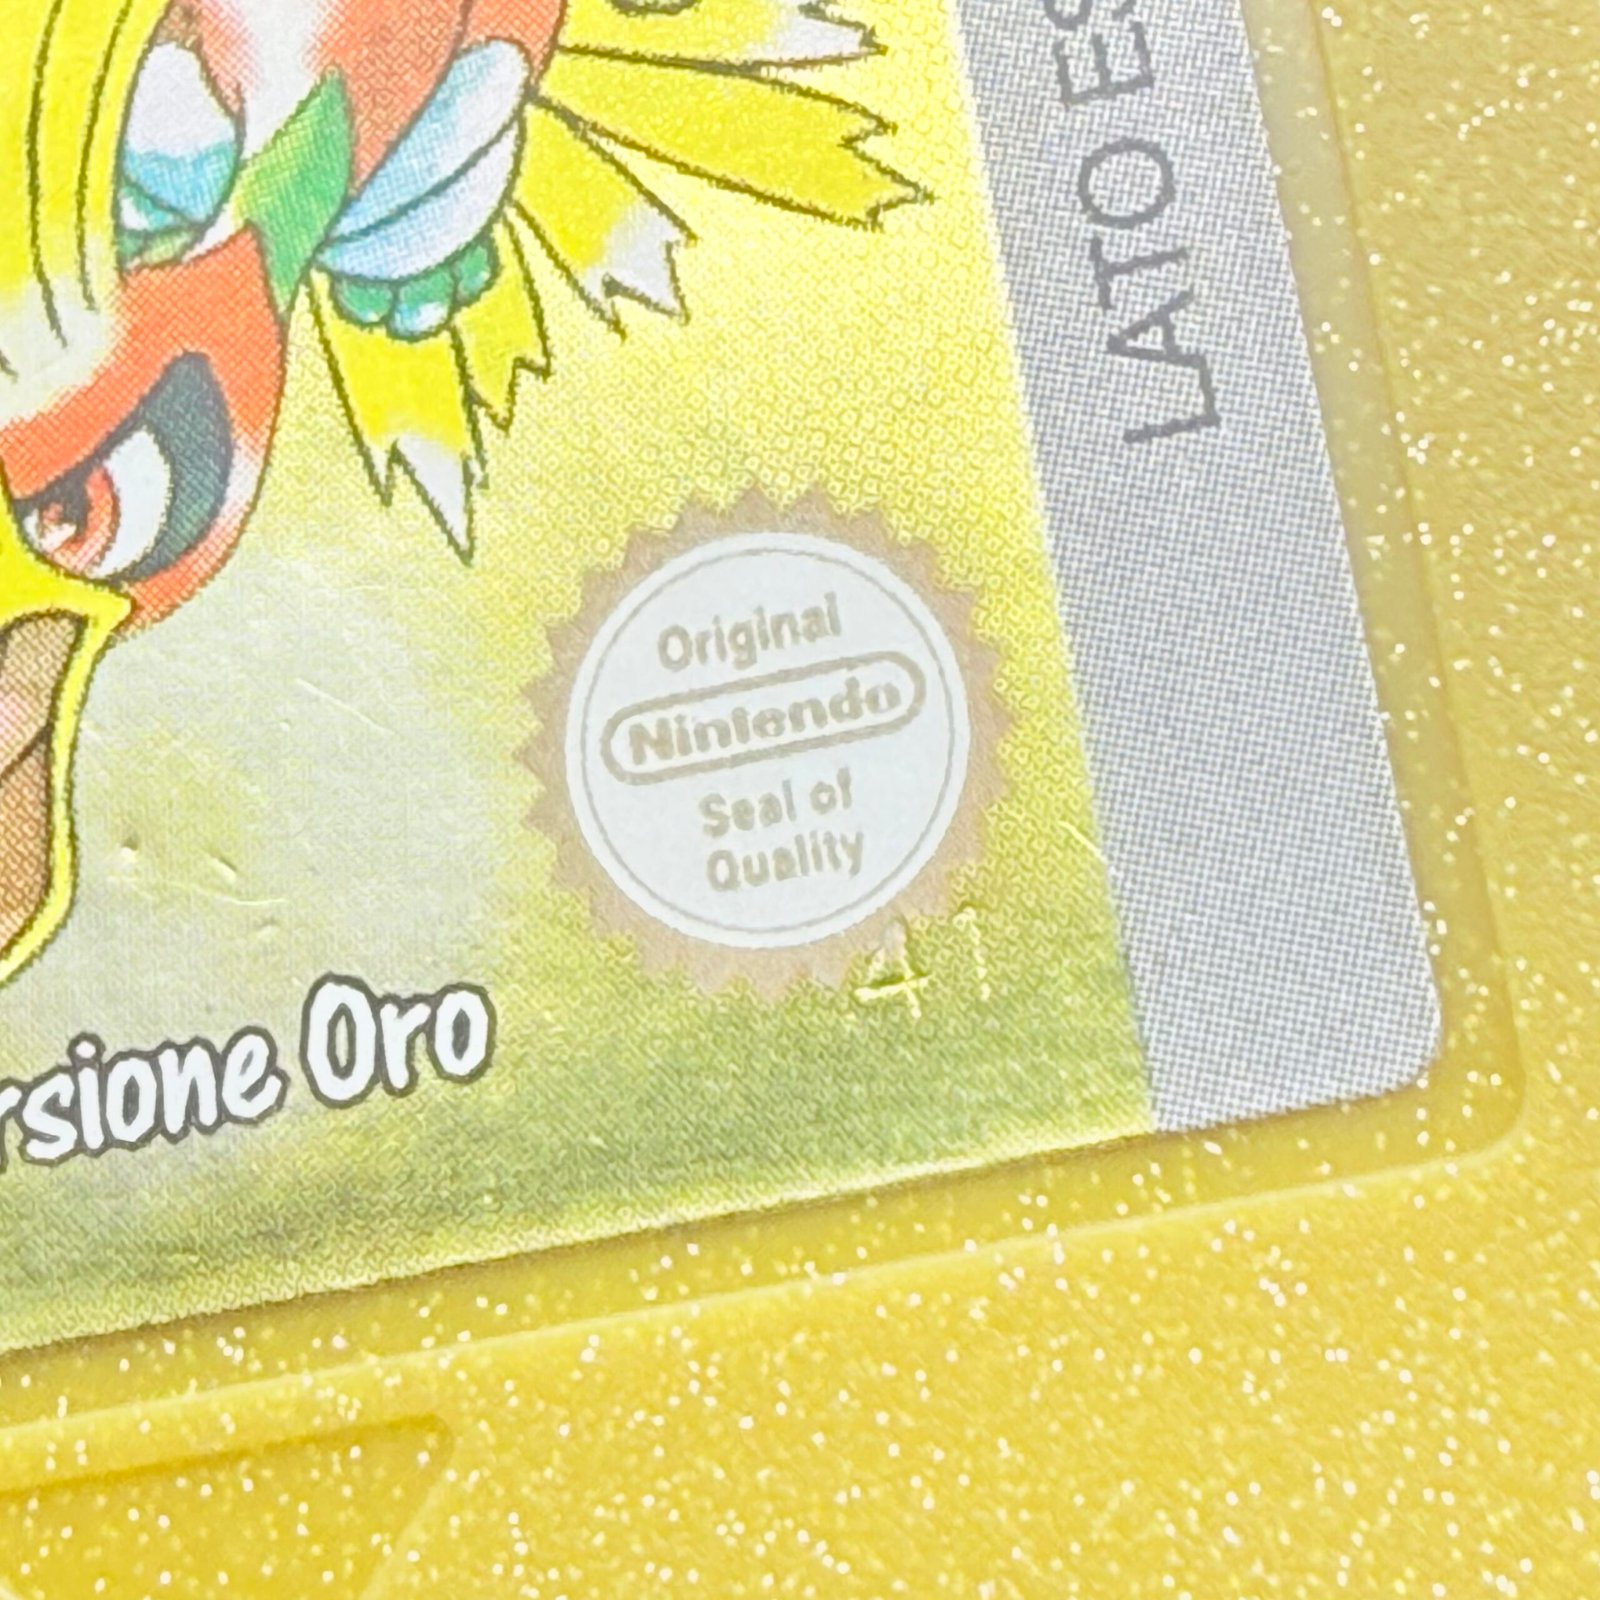 LATO ES
Original
Nintendo
Seal of
Quality
41
rsione Oro